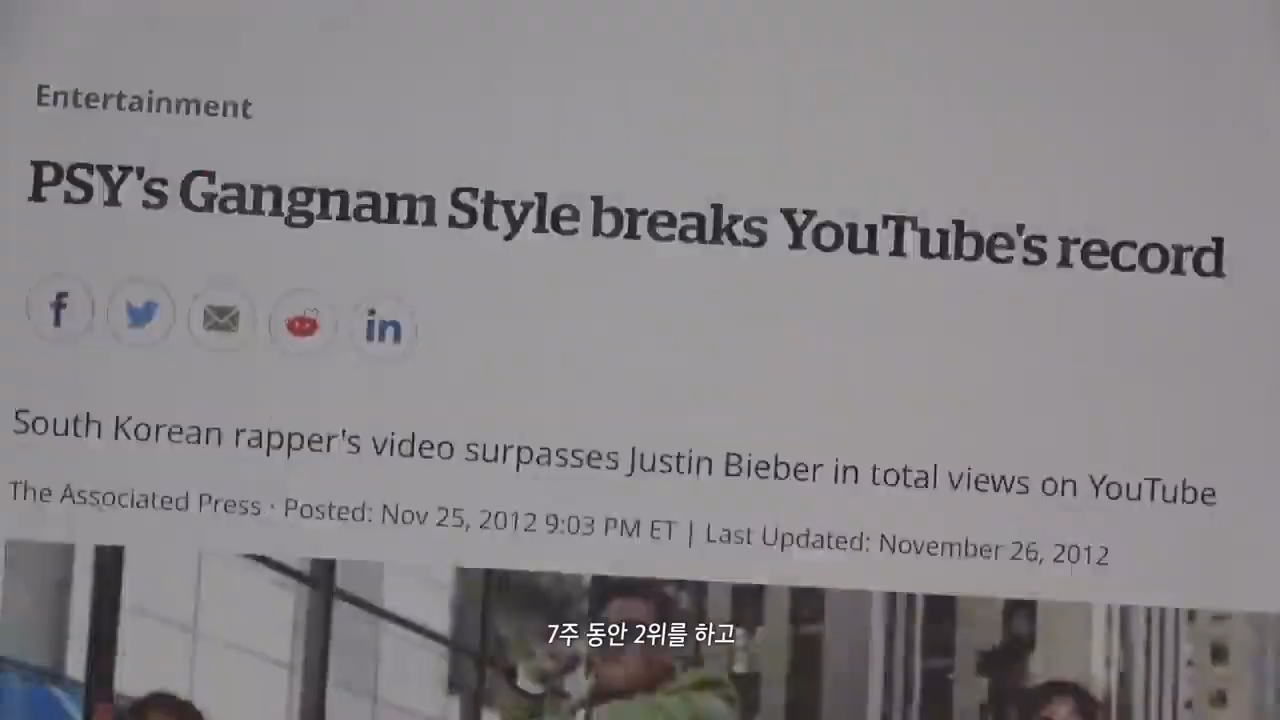 Entertainment
PSY's Gangnam Style breaks YouTube's record
f
in
South Korean rapper's video surpasses Justin Bieber in total views on YouTube
The Associated Press · Posted: Nov 25, 2012 9:03 PM ET | Last Updated: November 26, 2012
7주 동안 2위를 하고